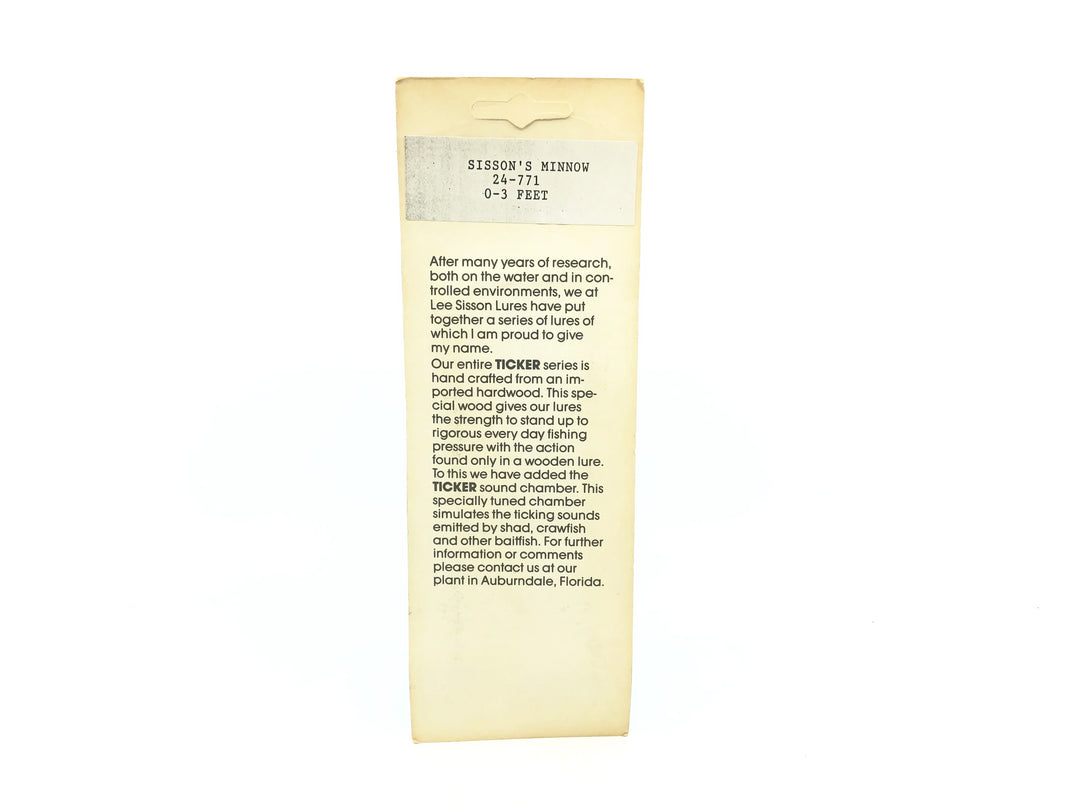 SISSON'S MINNOW
24-771
0-3 FEET
After many years of research,
both on the water and in con-
trolled environments, we at
Lee Sisson Lures have put
together a series of lures of
which I am proud to give
my name.
Our entire TICKER series is
hand crafted from an im-
ported hardwood. This spe-
cial wood gives our lures
the strength to stand up to
rigorous every day fishing
pressure with the action
found only in a wooden lure.
To this we have added the
TICKER sound chamber. This
specially tuned chamber
simulates the ticking sounds
emitted by shad, crawfish
and other baitfish. For further
information or comments
please contact us at our
plant in Auburndale, Florida.